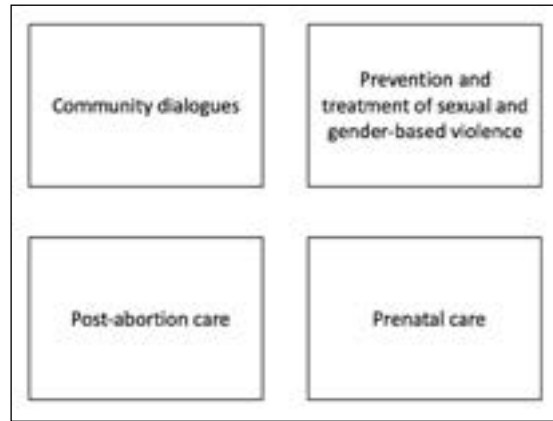 Community dialogues
Prevention and
treatment of sexual and
gender-based violence
Post-abortion care
Prenatal care